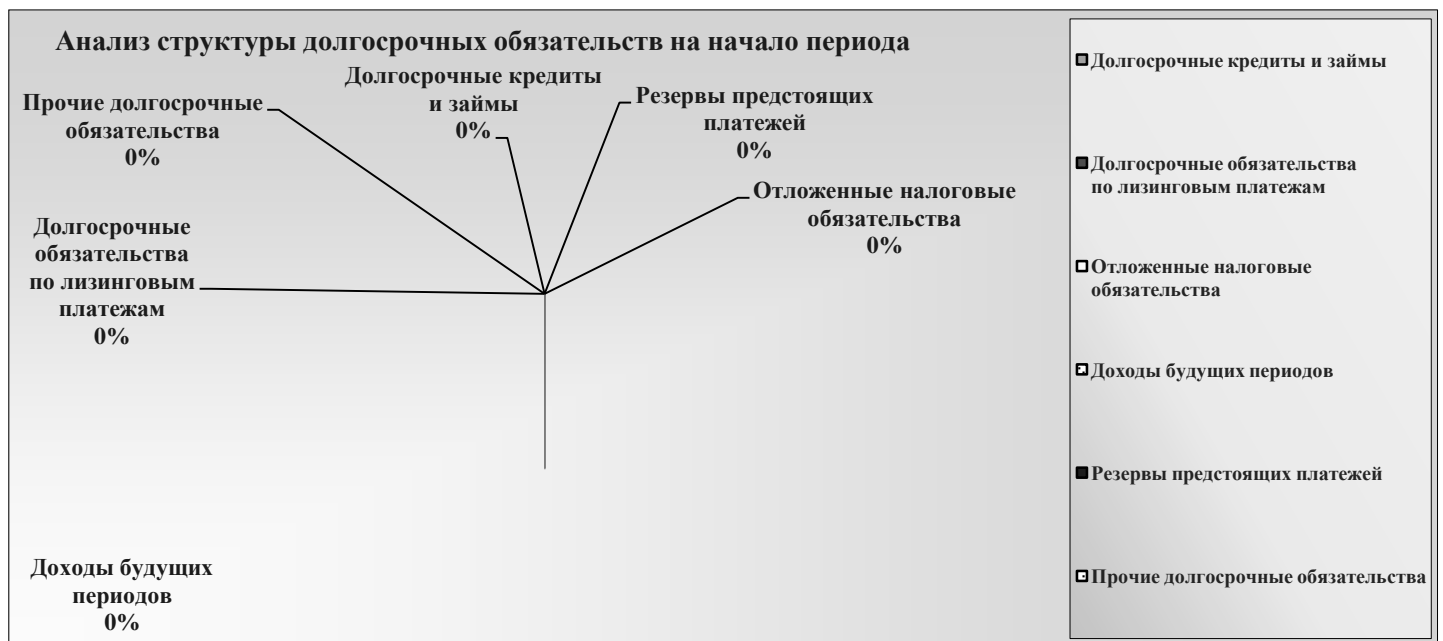 Анализ структуры долгосрочных обязательств на начало периода
Долгосрочные кредиты
и займы
0%
Прочие долгосрочные
обязательства
0%
Резервы предстоящих
платежей
0%
Отложенные налоговые
обязательства
0%
Долгосрочные
обязательства
по лизинговым
платежам
0%
Доходы будущих
периодов
0%
Долгосрочные кредиты и займы
Долгосрочные обязательства
по лизинговым платежам
Отложенные налоговые
обязательства
Доходы будущих периодов
Резервы предстоящих платежей
Прочие долгосрочные обязательства